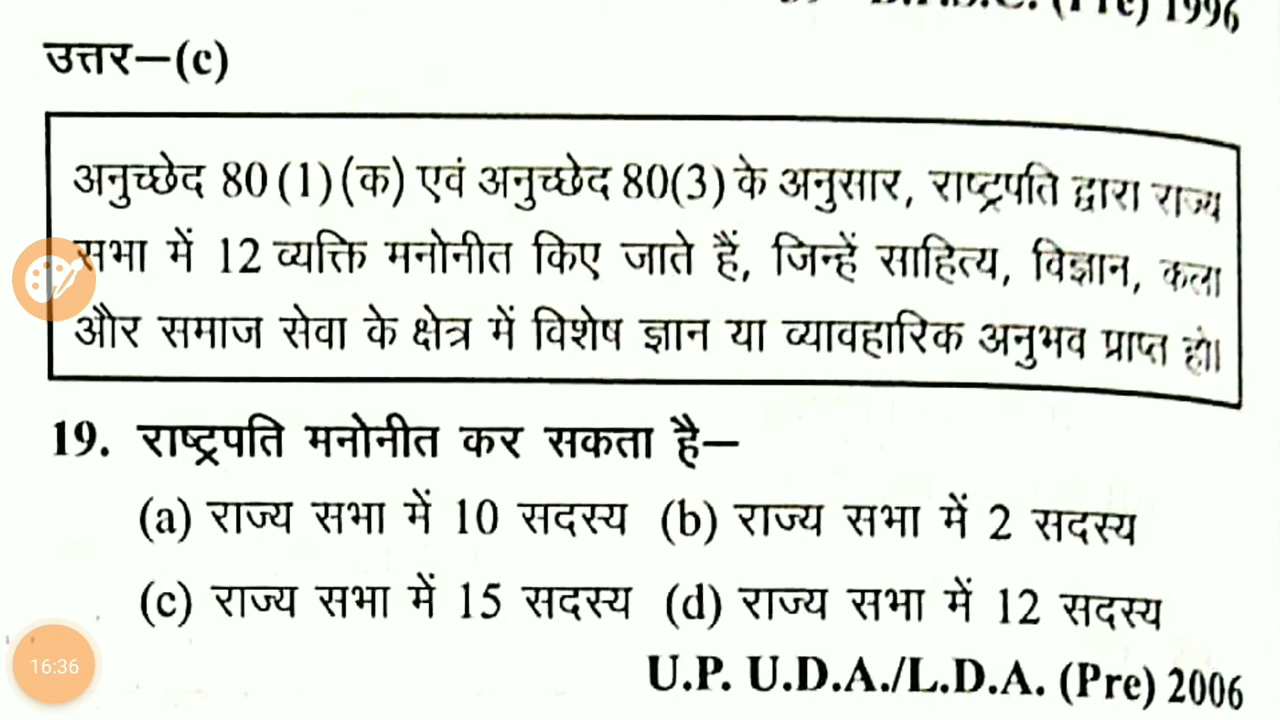 (Pre) 1996
उत्तर–(c)
अनुच्छेद 80 (1) (क) एवं अनुच्छेद 80(3) के अनुसार, राष्ट्रपति द्वारा राज्य
सभा में 12 व्यक्ति मनोनीत किए जाते हैं, जिन्हें साहित्य, विज्ञान, कला
और समाज सेवा के क्षेत्र में विशेष ज्ञान या व्यावहारिक अनुभव प्राप्त हो।
19. राष्ट्रपति मनोनीत कर सकता है–
(a) राज्य सभा में 10 सदस्य (b) राज्य सभा में 2 सदस्य
(c) राज्य सभा में 15 सदस्य (d) राज्य सभा में 12 सदस्य
16:36
U.P. U.D.A./L.D.A. (Pre) 2006